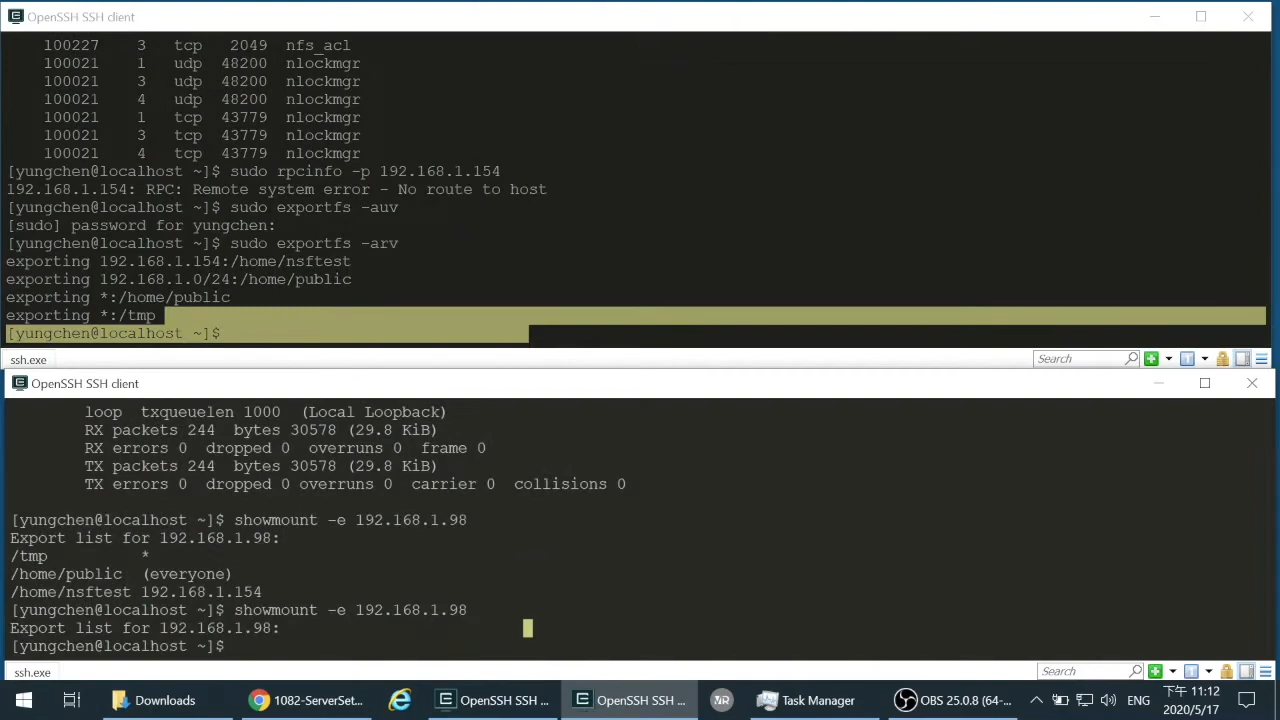 OpenSSH SSH client
100227 3 tcp 2049 nfs_acl
100021 1 udp 48200 nlockmgr
100021 3 udp 48200 nlockmgr
100021 4 udp 48200 nlockmgr
100021 1 tcp 43779 nlockmgr
100021 3 tcp 43779 nlockmgr
100021 4 tcp 43779 nlockmgr
[yungchen@localhost ~]$ sudo rpcinfo -p 192.168.1.154
192.168.1.154: RPC: Remote system error - No route to host
[yungchen@localhost ~]$ sudo exportfs -auv
[sudo] password for yungchen:
[yungchen@localhost ~]$ sudo exportfs -arv
exporting 192.168.1.154:/home/nsftest
exporting 192.168.1.0/24:/home/public
exporting *:/home/public
exporting *:/tmp
[yungchen@localhost ~]$
ssh.exe Search
OpenSSH SSH client
loop txqueuelen 1000 (Local Loopback)
RX packets 244 bytes 30578 (29.8 KiB)
RX errors 0 dropped 0 overruns 0 frame 0
TX packets 244 bytes 30578 (29.8 KiB)
TX errors 0 dropped 0 overruns 0 carrier 0 collisions 0
[yungchen@localhost ~]$ showmount -e 192.168.1.98
Export list for 192.168.1.98:
/tmp *
/home/public (everyone)
/home/nsftest 192.168.1.154
[yungchen@localhost ~]$ showmount -e 192.168.1.98
Export list for 192.168.1.98:
[yungchen@localhost ~]$
ssh.exe Search
Downloads 1082-ServerSet... OpenSSH SSH ... OpenSSH SSH ... Task Manager OBS 25.0.8 (64-... ENG 下午 11:12
2020/5/17